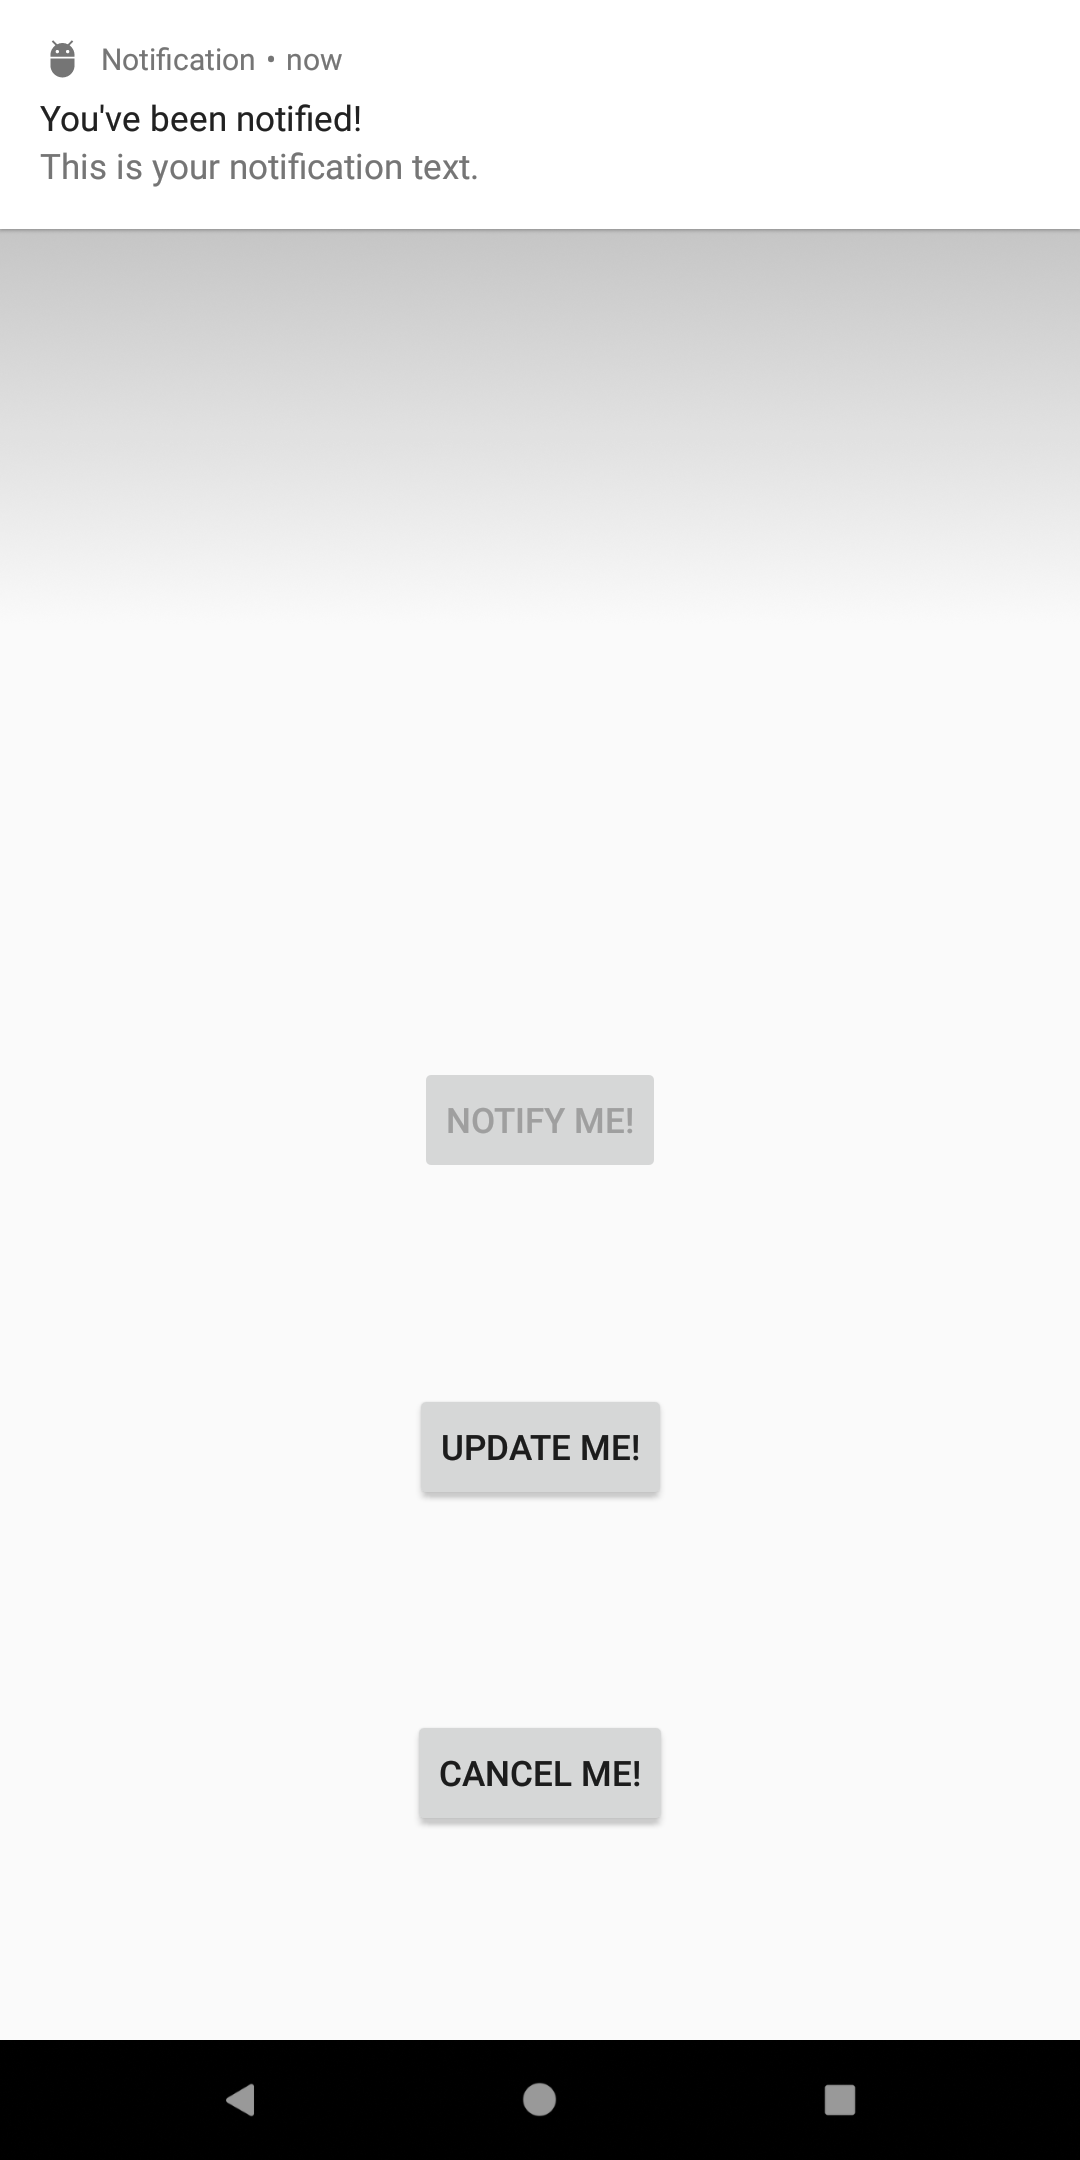 Notification • now
You've been notified!
This is your notification text.
NOTIFY ME!
UPDATE ME!
CANCEL ME!